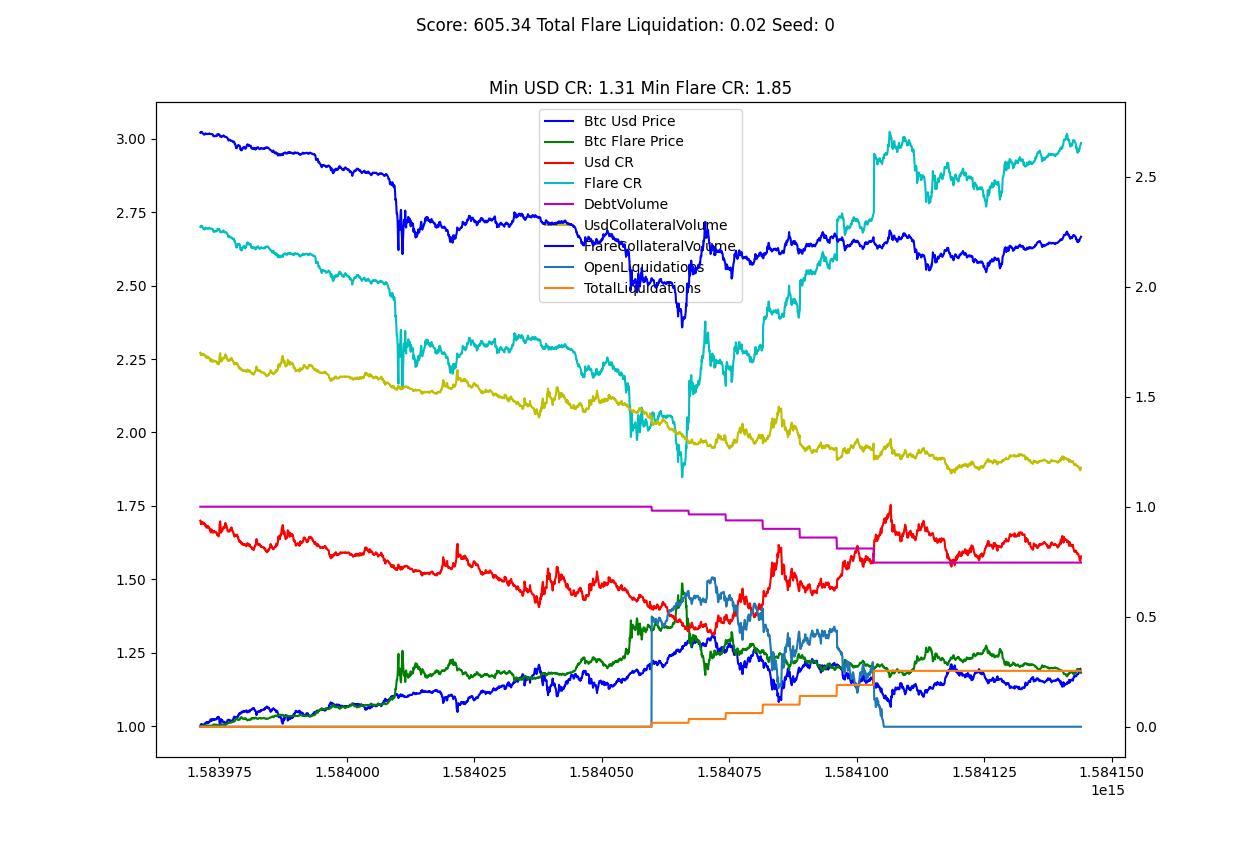 Score: 605.34 Total Flare Liquidation: 0.02 Seed: 0
Min USD CR: 1.31 Min Flare CR: 1.85
Btc Usd Price
Btc Flare Price
Usd CR
Flare CR
DebtVolume
UsdCollateralVolume
FlareCollateralVolume
OpenLiquidations
TotalLiquidations
3.00
2.75
2.50
2.25
2.00
1.75
1.50
1.25
1.00
2.5
2.0
1.5
1.0
0.5
0.0
1.583975 1.584000 1.584025 1.584050 1.584075 1.584100 1.584125 1.584150
1e15